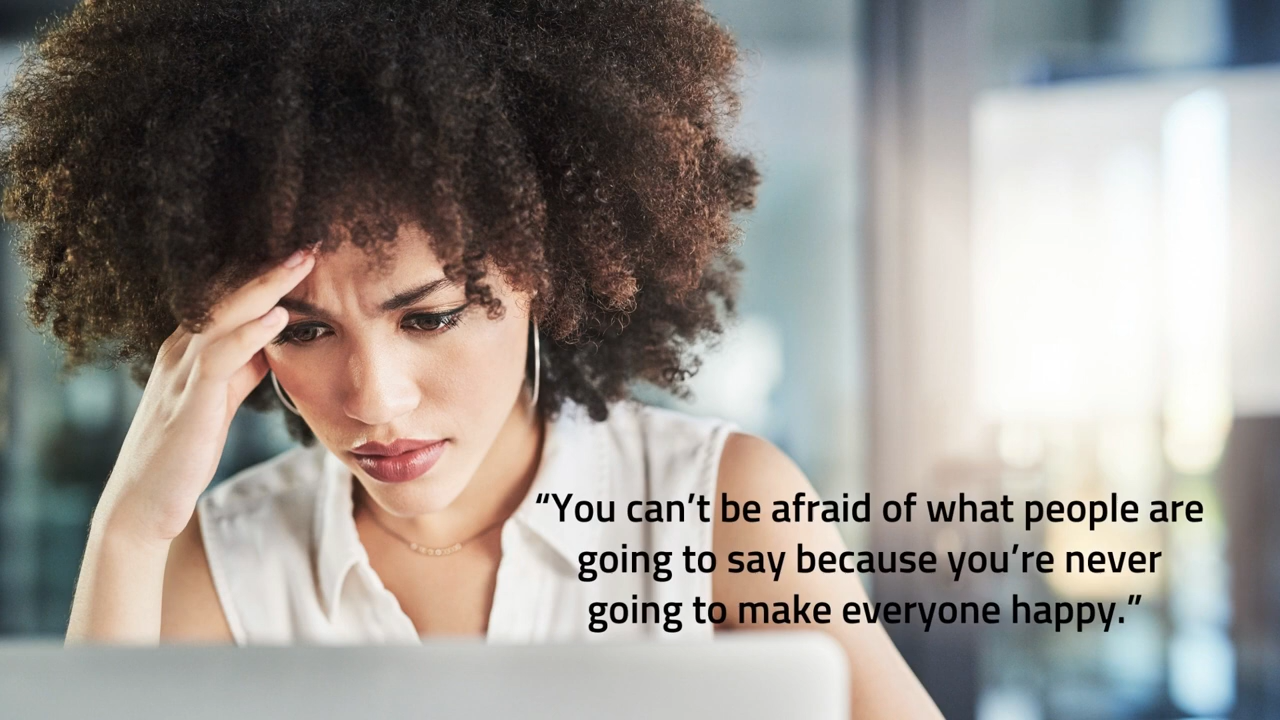 “You can’t be afraid of what people are
going to say because you’re never
going to make everyone happy.”